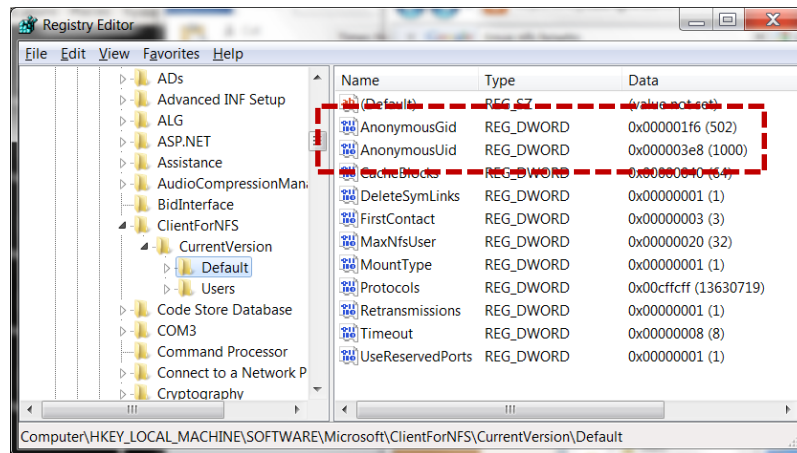 Registry Editor
File Edit View Favorites Help
ADs
Advanced INF Setup
ALG
ASP.NET
Assistance
AudioCompressionMan
BidInterface
ClientForNFS
CurrentVersion
Default
Users
Code Store Database
COM3
Command Processor
Connect to a Network P
Cryptography
Name Type Data
(Default) REG_SZ (value not set)
AnonymousGid REG_DWORD 0x000001f6 (502)
AnonymousUid REG_DWORD 0x000003e8 (1000)
CacheBlocks REG_DWORD 0x00000040 (64)
DeleteSymLinks REG_DWORD 0x00000001 (1)
FirstContact REG_DWORD 0x00000003 (3)
MaxNfsUser REG_DWORD 0x00000020 (32)
MountType REG_DWORD 0x00000001 (1)
Protocols REG_DWORD 0x00cffcff (13630719)
Retransmissions REG_DWORD 0x00000001 (1)
Timeout REG_DWORD 0x00000008 (8)
UseReservedPorts REG_DWORD 0x00000001 (1)
Computer\HKEY_LOCAL_MACHINE\SOFTWARE\Microsoft\ClientForNFS\CurrentVersion\Default